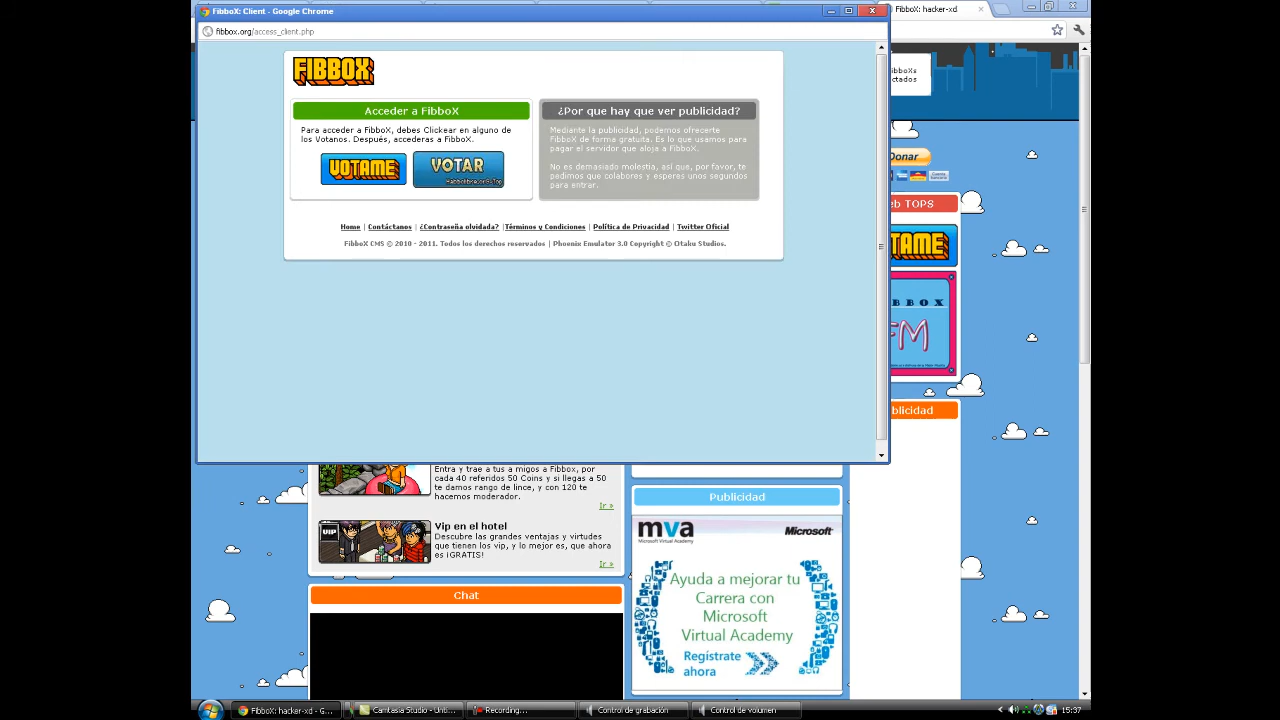 FibboX: Client - Google Chrome
FibboX: hacker-xd
fibbox.org/access_client.php
FIBBOX
Acceder a FibboX
Para acceder a FibboX, debes Clickear en alguno de
los Votanos. Después, accederas a FibboX.
VOTAME
VOTAR
¿Por que hay que ver publicidad?
Mediante la publicidad, podemos ofrecerte
FibboX de forma gratuita. Es lo que usamos para
pagar el servidor que aloja a FibboX.
No es demasiado molestia, así que, por favor, te
pedimos que colabores y esperes unos segundos
para entrar.
Home | Contáctanos | ¿Contraseña olvidada? |Términos y Condiciones |Política de Privacidad | Twitter Oficial
FibboX CMS © 2010 - 2011. Todos los derechos reservados | Phoenix Emulator 3.0 Copyright © Otaku Studios.
ibboXs
ctados
Donar
eb TOPS
TAME
BBOX
FM
blicidad
Entra y trae a tus a migos a Fibbox, por
cada 40 referidos 50 Coins y si llegas a 50
te damos rango de lince, y con 120 te
hacemos moderador.
Ir »
VIP
Vip en el hotel
Descubre las grandes ventajas y virtudes
que tienen los vip, y lo mejor es, que ahora
es ¡GRATIS!
Ir »
Chat
Publicidad
mva
Microsoft Virtual Academy
Microsoft
Ayuda a mejorar tu
Carrera con
Microsoft
Virtual Academy
Regístrate
ahora
FibboX: hacker-xd - G...
Camtasia Studio - Unti...
Recording...
Control de grabación
Control de volumen
15:37